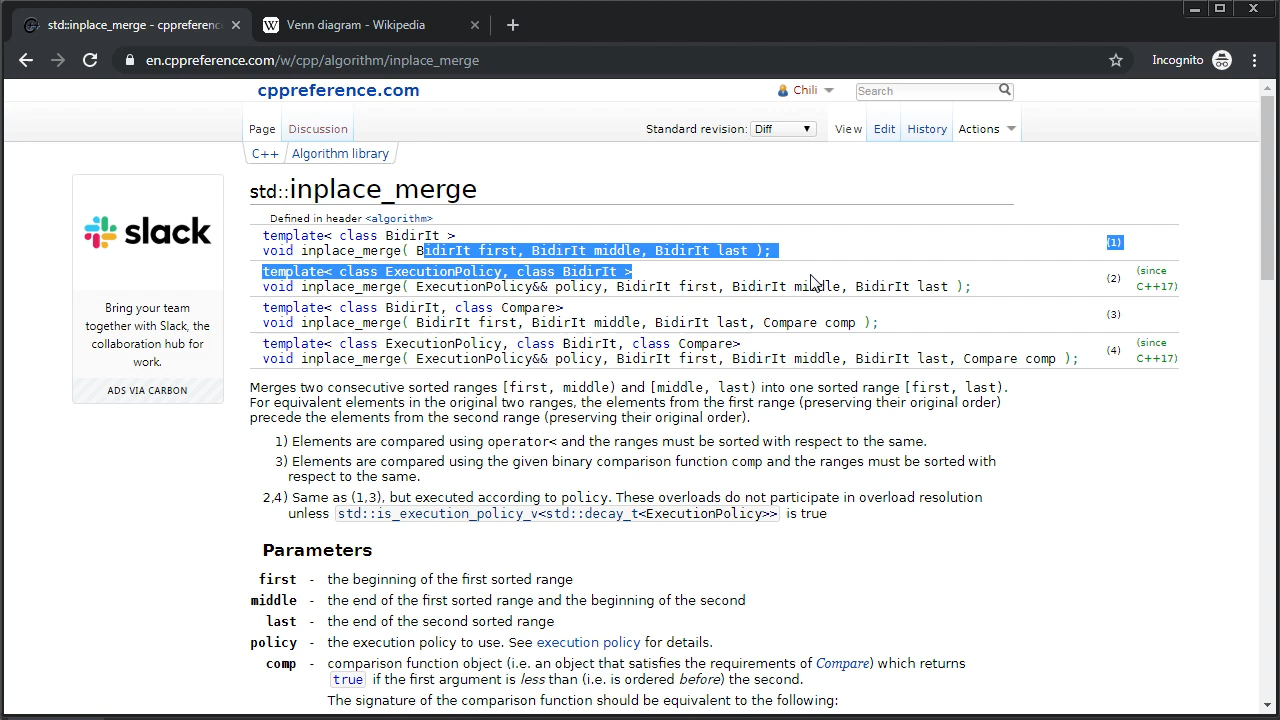 std::inplace_merge - cppreference
Venn diagram - Wikipedia
en.cppreference.com/w/cpp/algorithm/inplace_merge
Incognito
cppreference.com
Chili
Search
Page
Discussion
Standard revision:
Diff
View
Edit
History
Actions
C++
Algorithm library
std::inplace_merge
Defined in header <algorithm>
template< class BidirIt >
void inplace_merge( BidirIt first, BidirIt middle, BidirIt last );
(1)
template< class ExecutionPolicy, class BidirIt >
void inplace_merge( ExecutionPolicy&& policy, BidirIt first, BidirIt middle, BidirIt last );
(2)
(since
C++17)
template< class BidirIt, class Compare>
void inplace_merge( BidirIt first, BidirIt middle, BidirIt last, Compare comp );
(3)
template< class ExecutionPolicy, class BidirIt, class Compare>
void inplace_merge( ExecutionPolicy&& policy, BidirIt first, BidirIt middle, BidirIt last, Compare comp );
(4)
(since
C++17)
slack
Bring your team
together with Slack, the
collaboration hub for
work.
ADS VIA CARBON
Merges two consecutive sorted ranges [first, middle) and [middle, last) into one sorted range [first, last).
For equivalent elements in the original two ranges, the elements from the first range (preserving their original order)
precede the elements from the second range (preserving their original order).
1) Elements are compared using operator< and the ranges must be sorted with respect to the same.
3) Elements are compared using the given binary comparison function comp and the ranges must be sorted with
respect to the same.
2,4) Same as (1,3), but executed according to policy. These overloads do not participate in overload resolution
unless std::is_execution_policy_v<std::decay_t<ExecutionPolicy>> is true
Parameters
first - the beginning of the first sorted range
middle - the end of the first sorted range and the beginning of the second
last - the end of the second sorted range
policy - the execution policy to use. See execution policy for details.
comp - comparison function object (i.e. an object that satisfies the requirements of Compare) which returns
true if the first argument is less than (i.e. is ordered before) the second.
The signature of the comparison function should be equivalent to the following: